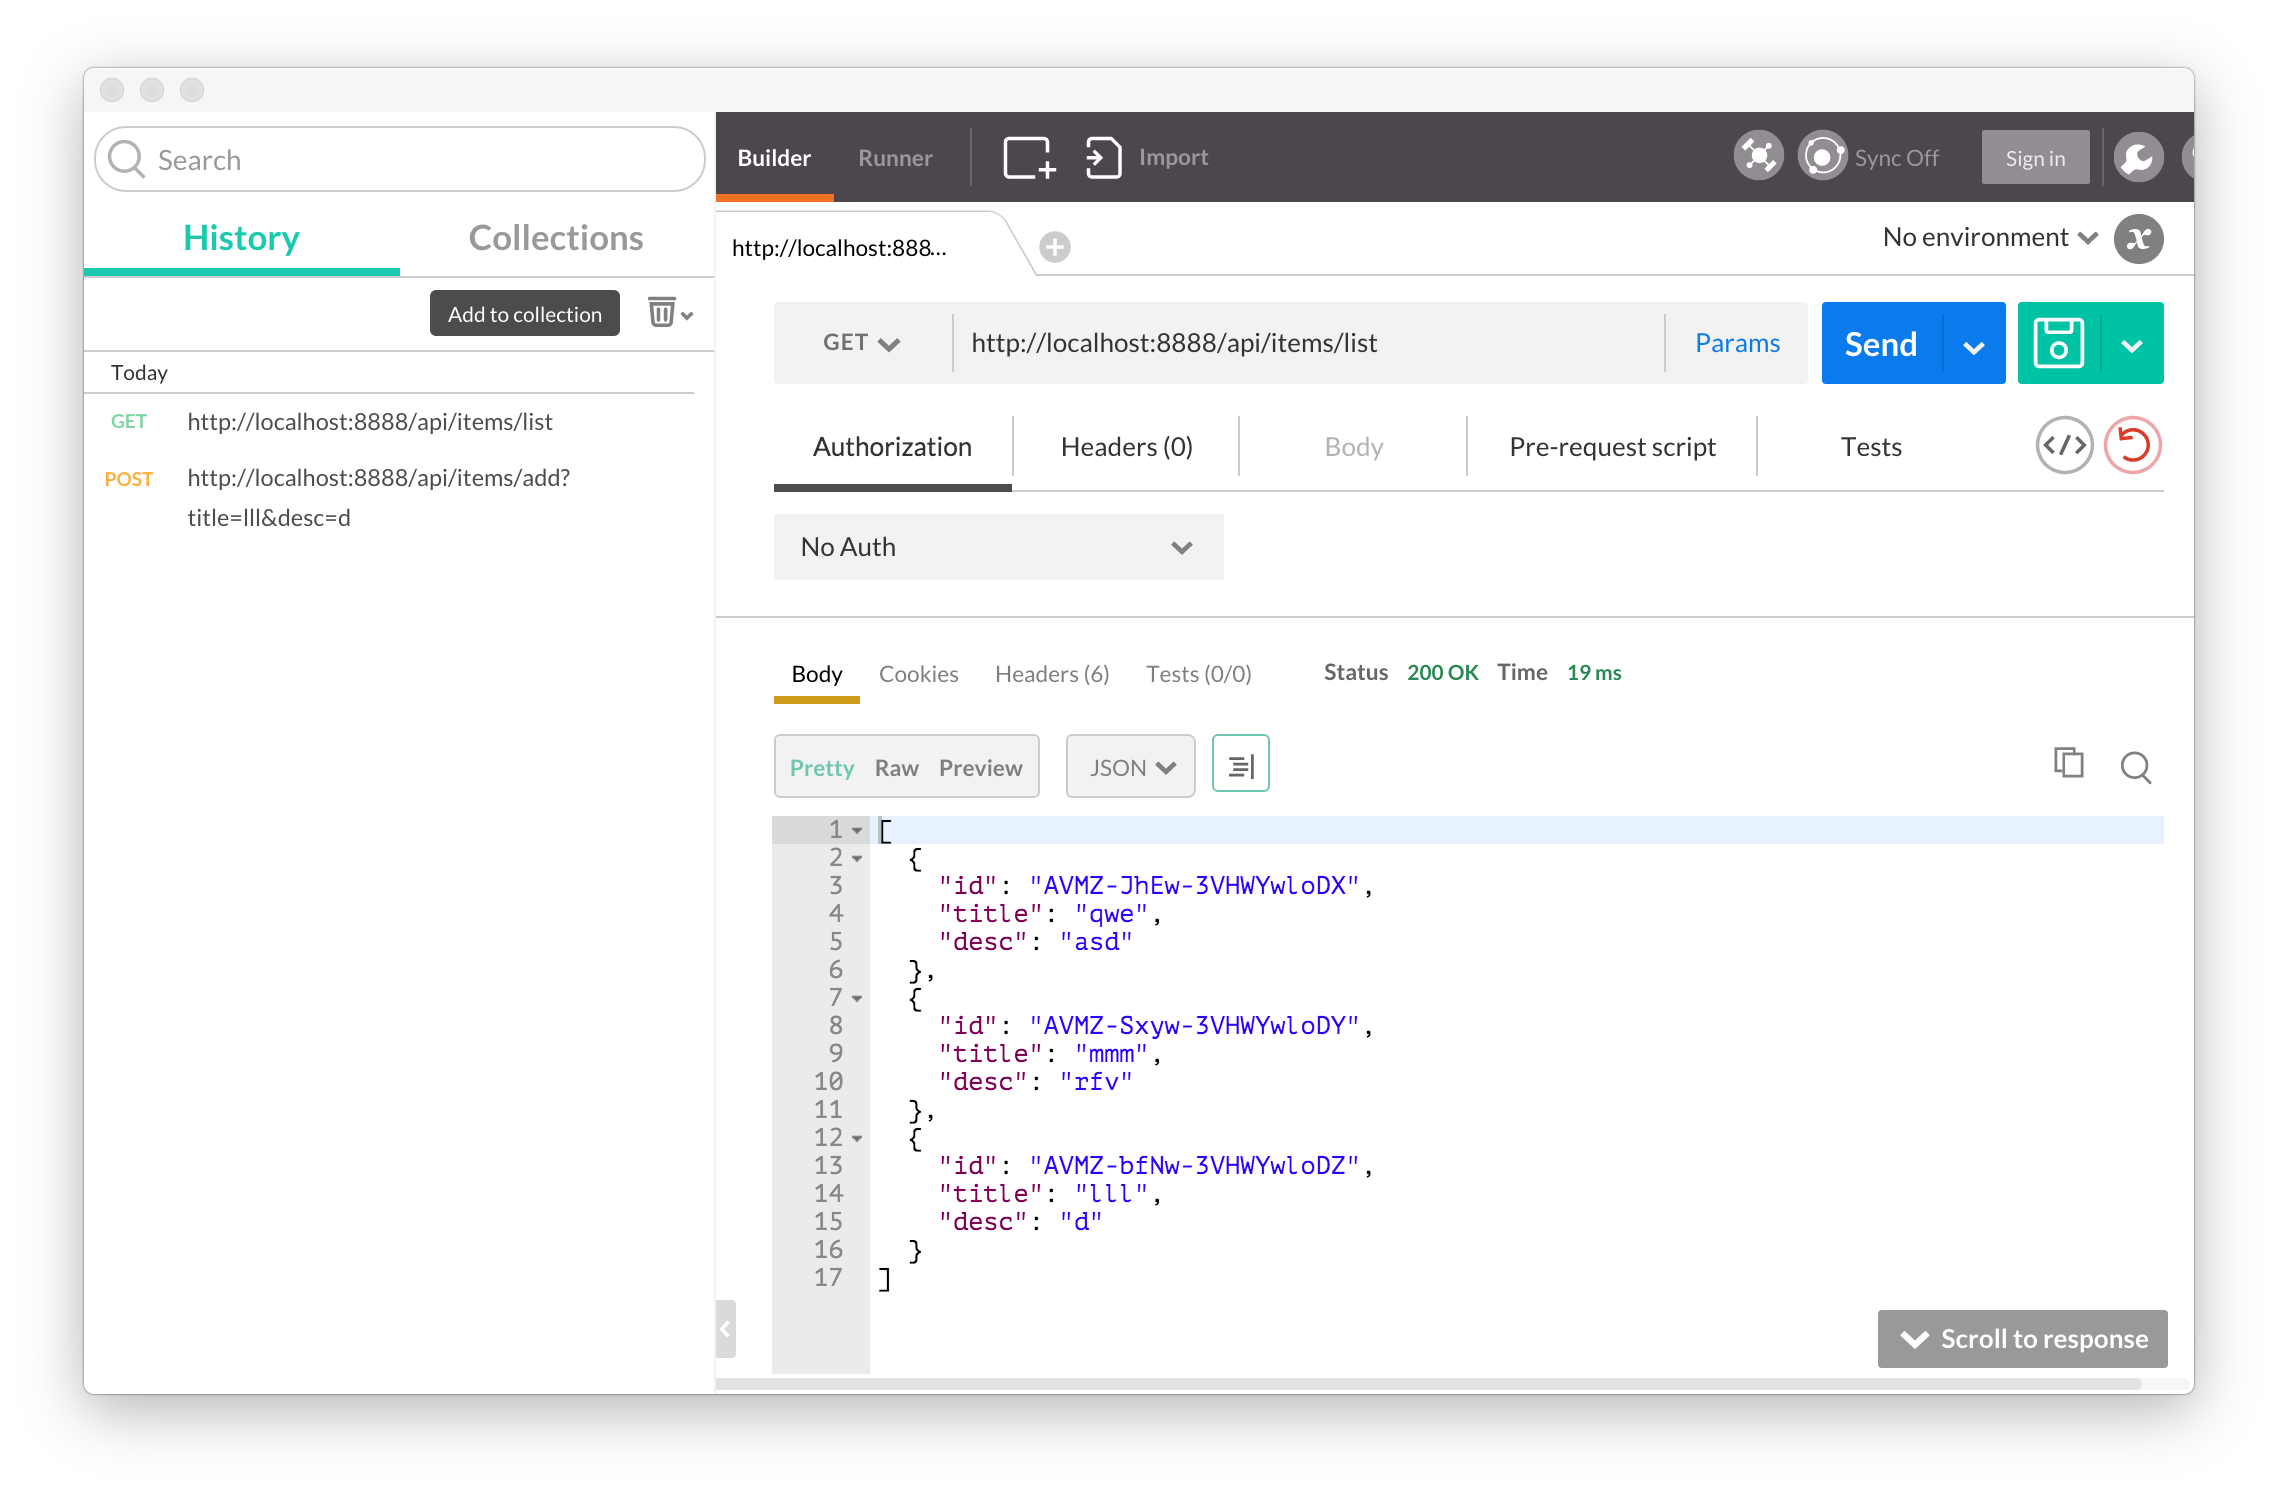 Search
History Collections
Add to collection
Today
GET http://localhost:8888/api/items/list
POST http://localhost:8888/api/items/add?
title=lll&desc=d
Builder Runner Import Sync Off Sign in
http://localhost:888... No environment
GET http://localhost:8888/api/items/list Params Send
Authorization Headers (0) Body Pre-request script Tests
No Auth
Body Cookies Headers (6) Tests (0/0) Status 200 OK Time 19 ms
Pretty Raw Preview JSON
1 [
2 {
3 "id": "AVMZ-JhEw-3VHWYwloDX",
4 "title": "qwe",
5 "desc": "asd"
6 },
7 {
8 "id": "AVMZ-Sxyw-3VHWYwloDY",
9 "title": "mmm",
10 "desc": "rfv"
11 },
12 {
13 "id": "AVMZ-bfNw-3VHWYwloDZ",
14 "title": "lll",
15 "desc": "d"
16 }
17 ]
Scroll to response